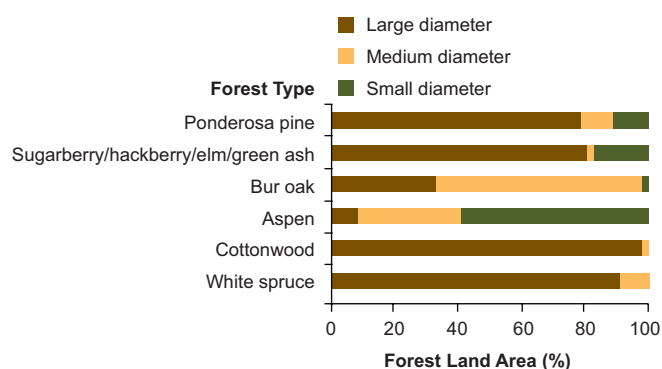 Large diameter
Medium diameter
Forest Type
Small diameter
Ponderosa pine
Sugarberry/hackberry/elm/green ash
Bur oak
Aspen
Cottonwood
White spruce
0 20 40 60 80 100
Forest Land Area (%)